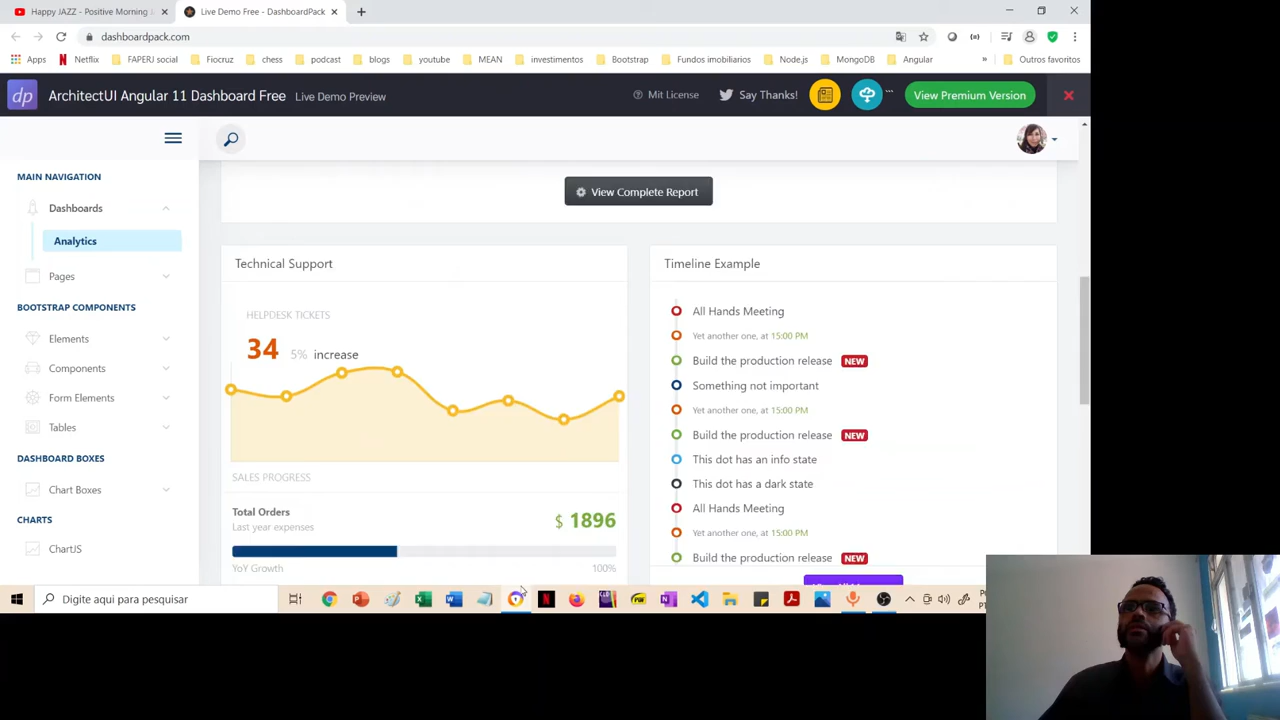 Happy JAZZ - Positive Morning
Live Demo Free - DashboardPack
dashboardpack.com
Apps
Netflix
FAPERJ social
Fiocruz
chess
podcast
blogs
youtube
MEAN
investimentos
Bootstrap
Fundos imobiliarios
Node.js
MongoDB
Angular
»
Outros favoritos
dp
ArchitectUI Angular 11 Dashboard Free
Live Demo Preview
Mit License
Say Thanks!
View Premium Version
MAIN NAVIGATION
Dashboards
Analytics
Pages
BOOTSTRAP COMPONENTS
Elements
Components
Form Elements
Tables
DASHBOARD BOXES
Chart Boxes
CHARTS
ChartJS
View Complete Report
Technical Support
HELPDESK TICKETS
34 5% increase
SALES PROGRESS
Total Orders
Last year expenses
$ 1896
YoY Growth
100%
Timeline Example
All Hands Meeting
Yet another one, at 15:00 PM
Build the production release NEW
Something not important
Yet another one, at 15:00 PM
Build the production release NEW
This dot has an info state
This dot has a dark state
All Hands Meeting
Yet another one, at 15:00 PM
Build the production release NEW
Digite aqui para pesquisar